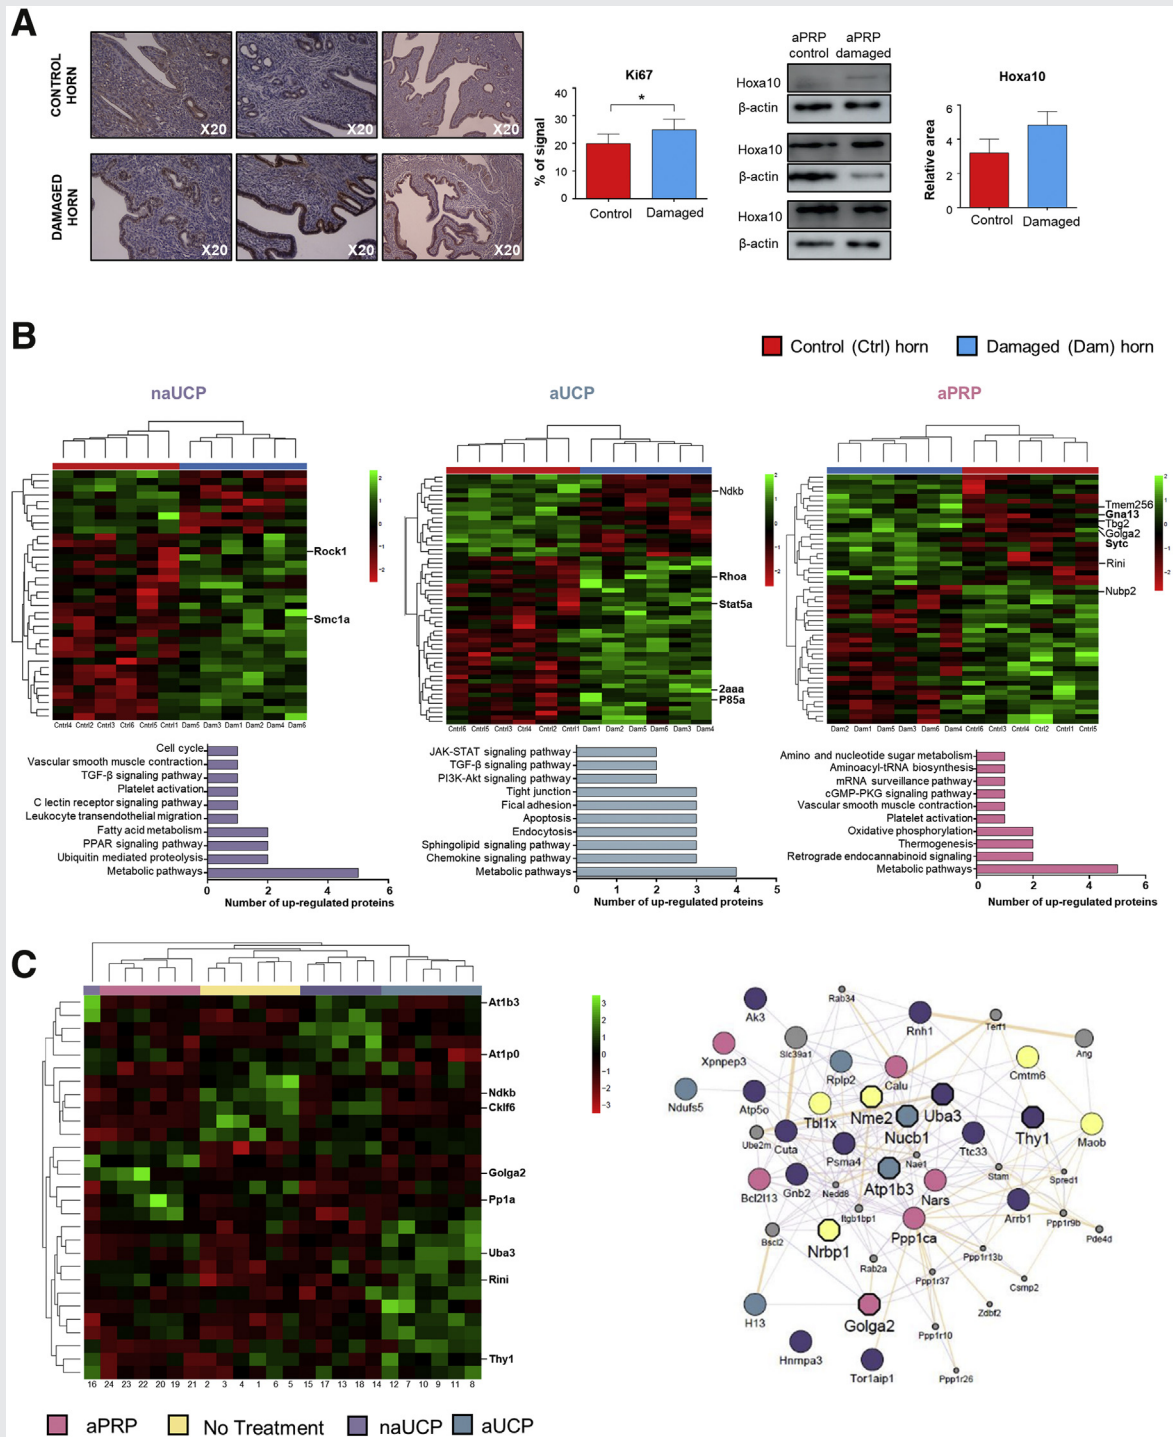 A
CONTROL
HORN
DAMAGED
HORN
X20
X20
X20
X20
X20
X20
Ki67
*
% of signal
40
30
20
10
0
Control
Damaged
aPRP
control
aPRP
damaged
Hoxa10
β-actin
Hoxa10
β-actin
Hoxa10
β-actin
Hoxa10
Relative area
6
4
2
0
Control
Damaged
B
Control (Ctrl) horn
Damaged (Dam) horn
naUCP
aUCP
aPRP
2
1
0
−1
−2
Rock1
Smc1a
Cntrl4 Cntrl2 Cntrl3 Ctrl6 Cntrl5 Cntrl1 Dam5 Dam3 Dam1 Dam2 Dam4 Dam6
2
1
0
−1
−2
Ndkb
Rhoa
Stat5a
2aaa
P85a
Cntrl6 Cntrl5 Cntrl3 Ctrl4 Cntrl2 Cntrl1 Dam1 Dam2 Dam5 Dam6 Dam3 Dam4
2
1
0
−1
−2
Tmem256
Gna13
Tbg2
Golga2
Sytc
Rini
Nubp2
Dam2 Dam1 Dam5 Dam3 Dam6 Dam4 Cntrl6 Cntrl3 Cntrl4 Ctrl2 Cntrl1 Cntrl5
Cell cycle
Vascular smooth muscle contraction
TGF-β signaling pathway
Platelet activation
C lectin receptor signaling pathway
Leukocyte transendothelial migration
Fatty acid metabolism
PPAR signaling pathway
Ubiquitin mediated proteolysis
Metabolic pathways
0 2 4 6
Number of up-regulated proteins
JAK-STAT signaling pathway
TGF-β signaling pathway
PI3K-Akt signaling pathway
Tight junction
Fical adhesion
Apoptosis
Endocytosis
Sphingolipid signaling pathway
Chemokine signaling pathway
Metabolic pathways
0 1 2 3 4 5
Number of up-regulated proteins
Amino and nucleotide sugar metabolism
Aminoacyl-tRNA biosynthesis
mRNA surveillance pathway
cGMP-PKG signaling pathway
Vascular smooth muscle contraction
Platelet activation
Oxidative phosphorylation
Thermogenesis
Retrograde endocannabinoid signaling
Metabolic pathways
0 2 4 6
Number of up-regulated proteins
C
At1b3
At1p0
Ndkb
Cklf6
Golga2
Pp1a
Uba3
Rini
Thy1
3
2
1
0
−1
−2
−3
16 24 23 22 20 19 21 2 3 4 1 6 5 15 17 13 18 14 12 7 10 9 11 8
Ak3
Rab34
Rnh1
Terf1
Ang
Xpnpep3
Slc39a1
Rplp2
Calu
Cmtm6
Ndufs5
Atp5o
Tbl1x
Nme2
Uba3
Nucb1
Thy1
Maob
Ube2m
Cuta
Psma4
Ttc33
Nae1
Stam
Spred1
Bcl2l13
Gnb2
Nedd8
Atp1b3
Nars
Arrb1
Itgb1bp1
Ppp1r9b
Pde4d
Bscl2
Nrbp1
Ppp1ca
Rab2a
Ppp1r13b
Ppp1r37
Csmp2
H13
Golga2
Zdbf2
Ppp1r10
Hnrnpa3
Tor1aip1
Ppp1r26
aPRP
No Treatment
naUCP
aUCP